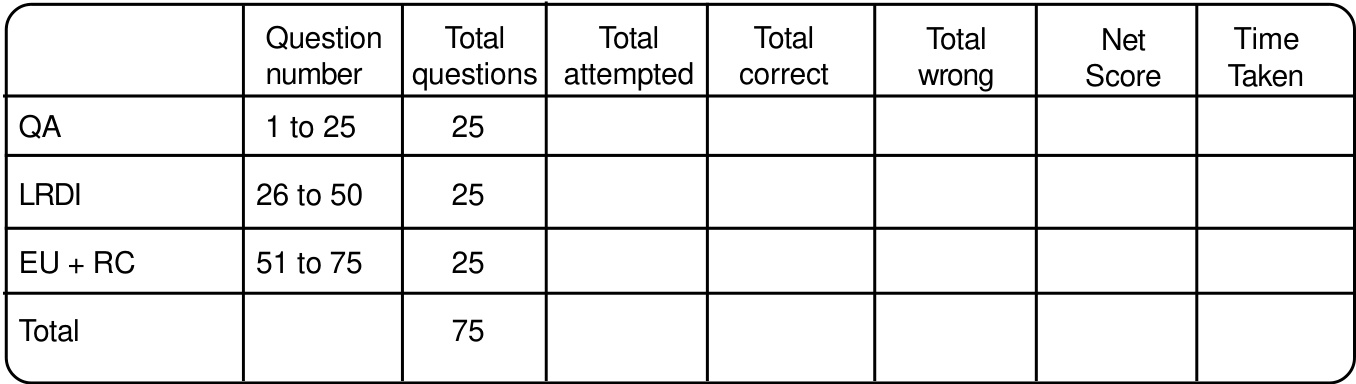 Question number Total questions Total attempted Total correct Total wrong Net Score Time Taken
QA 1 to 25 25
LRDI 26 to 50 25
EU + RC 51 to 75 25
Total 75